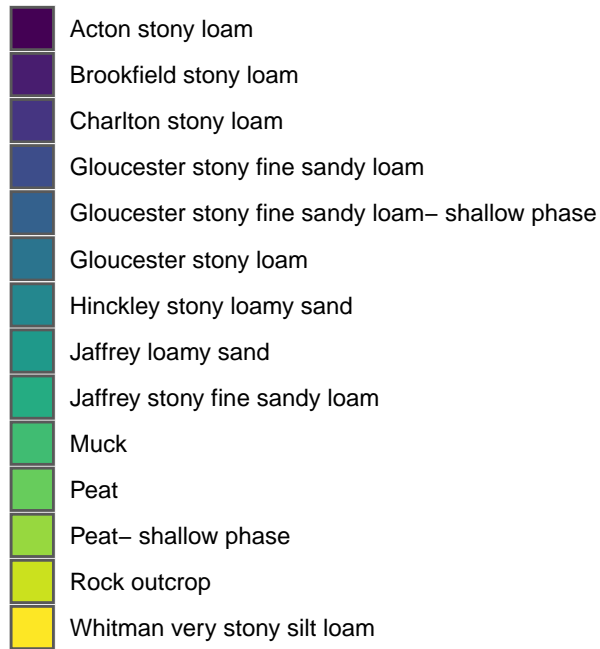 Acton stony loam
Brookfield stony loam
Charlton stony loam
Gloucester stony fine sandy loam
Gloucester stony fine sandy loam− shallow phase
Gloucester stony loam
Hinckley stony loamy sand
Jaffrey loamy sand
Jaffrey stony fine sandy loam
Muck
Peat
Peat− shallow phase
Rock outcrop
Whitman very stony silt loam